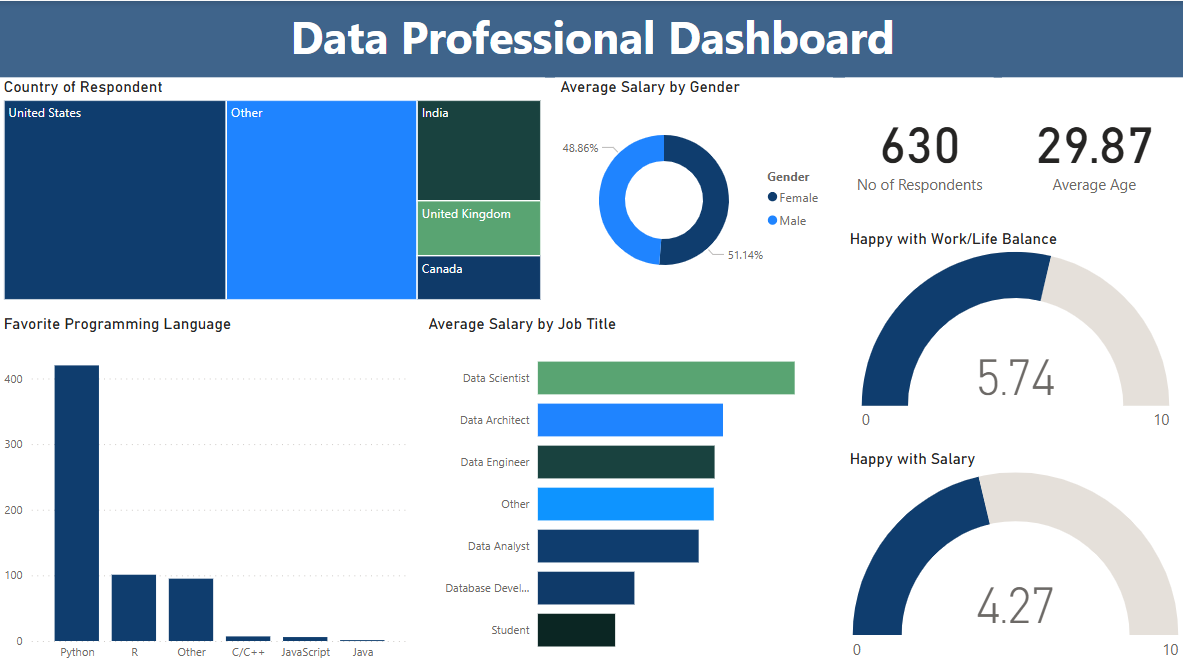 Data Professional Dashboard
Country of Respondent
United States
Other
India
United Kingdom
Canada
Average Salary by Gender
48.86%
51.14%
Gender
Female
Male
630
No of Respondents
29.87
Average Age
Happy with Work/Life Balance
5.74
0
10
Favorite Programming Language
400
300
200
100
0
Python
R
Other
C/C++
JavaScript
Java
Average Salary by Job Title
Data Scientist
Data Architect
Data Engineer
Other
Data Analyst
Database Devel...
Student
Happy with Salary
4.27
0
10